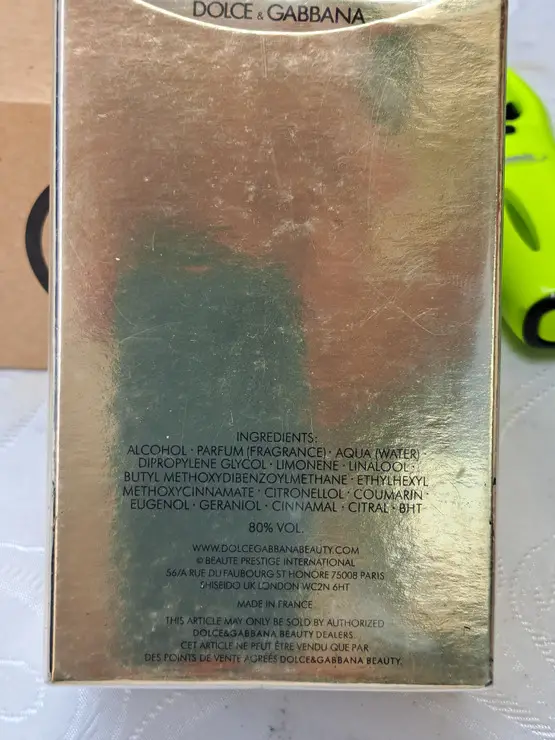 DOLCE & GABBANA
INGREDIENTS:
ALCOHOL · PARFUM (FRAGRANCE) · AQUA (WATER)
DIPROPYLENE GLYCOL · LIMONENE · LINALOOL ·
BUTYL METHOXYDIBENZOYLMETHANE · ETHYLHEXYL
METHOXYCINNAMATE · CITRONELLOL · COUMARIN ·
EUGENOL · GERANIOL · CINNAMAL · CITRAL · BHT
80% VOL.
WWW.DOLCEGABBANABEAUTY.COM
© BEAUTE PRESTIGE INTERNATIONAL
56/A RUE DU FAUBOURG ST HONORE 75008 PARIS
SHISEIDO UK LONDON WC2N 6HT
MADE IN FRANCE
THIS ARTICLE MAY ONLY BE SOLD BY AUTHORIZED
DOLCE&GABBANA BEAUTY DEALERS.
CET ARTICLE NE PEUT ÊTRE VENDU QUE PAR
DES POINTS DE VENTE AGRÉÉS DOLCE&GABBANA BEAUTY.